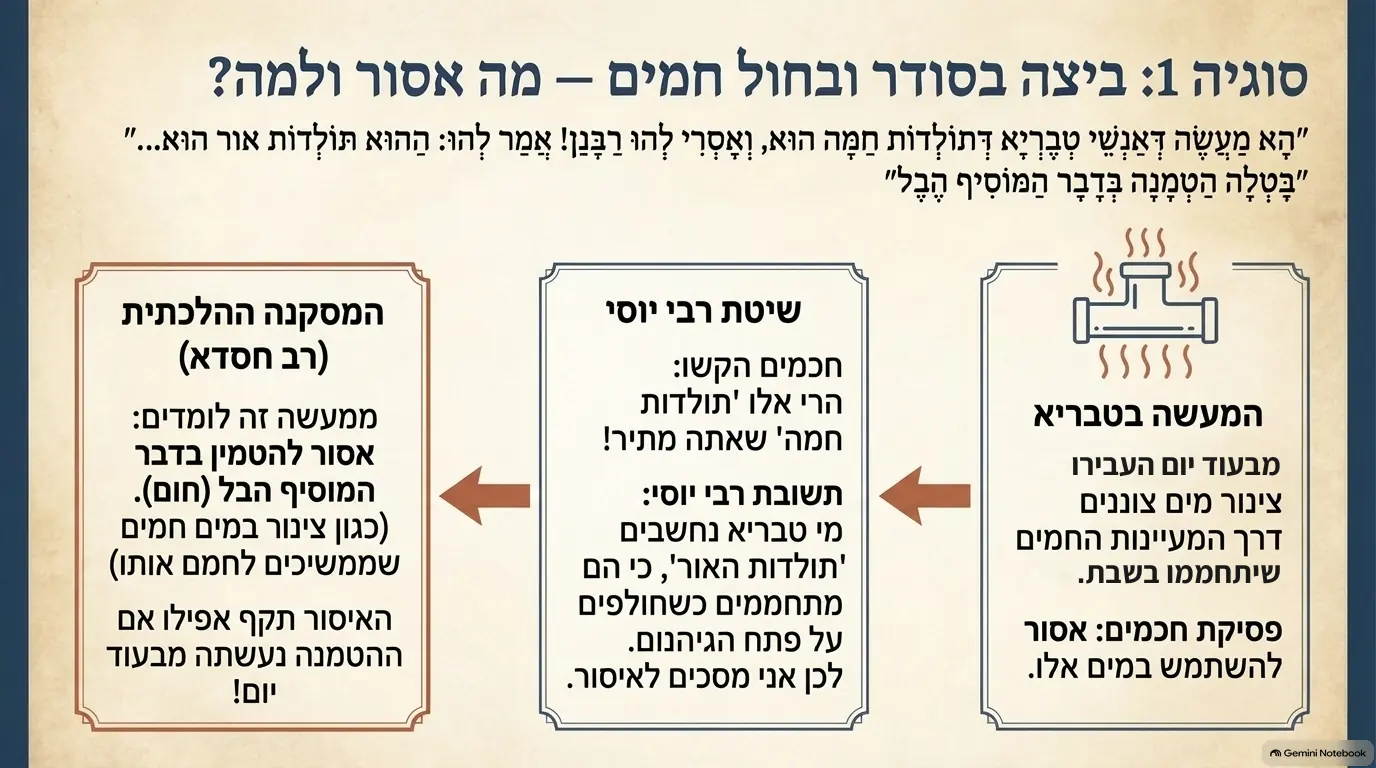 סוגיה 1: ביצה בסודר ובחול חמים – מה אסור ולמה?
"הָא מַעֲשֶׂה דְּאַנְשֵׁי טְבֶרְיָא דְּתוֹלְדוֹת חַמָּה הוּא, וְאָסְרִי לְהוּ רַבָּנַן! אֲמַר לְהוּ: הַהוּא תּוֹלְדוֹת אוּר הוּא..."
"בָּטְלָה הַטְמָנָה בְּדָבָר הַמּוֹסִיף הֶבֶל"
המעשה בטבריא
מבעוד יום העבירו
צינור מים צוננים
דרך המעיינות החמים
שיתחממו בשבת.
פסיקת חכמים: אסור
להשתמש במים אלו.
שיטת רבי יוסי
חכמים הקשו:
הרי אלו 'תולדות
חמה' שאתה מתיר!
תשובת רבי יוסי:
מי טבריא נחשבים
'תולדות האור', כי הם
מתחממים כשחולפים
על פתח הגיהנום.
לכן אני מסכים לאיסור.
המסקנה ההלכתית
(רב חסדא)
ממעשה זה לומדים:
אסור להטמין בדבר
המוסיף הבל (חום).
(כגון צינור במים חמים
שממשיכים לחמם אותו)
האיסור תקף אפילו אם
ההטמנה נעשתה מבעוד
יום!
Gemini Notebook